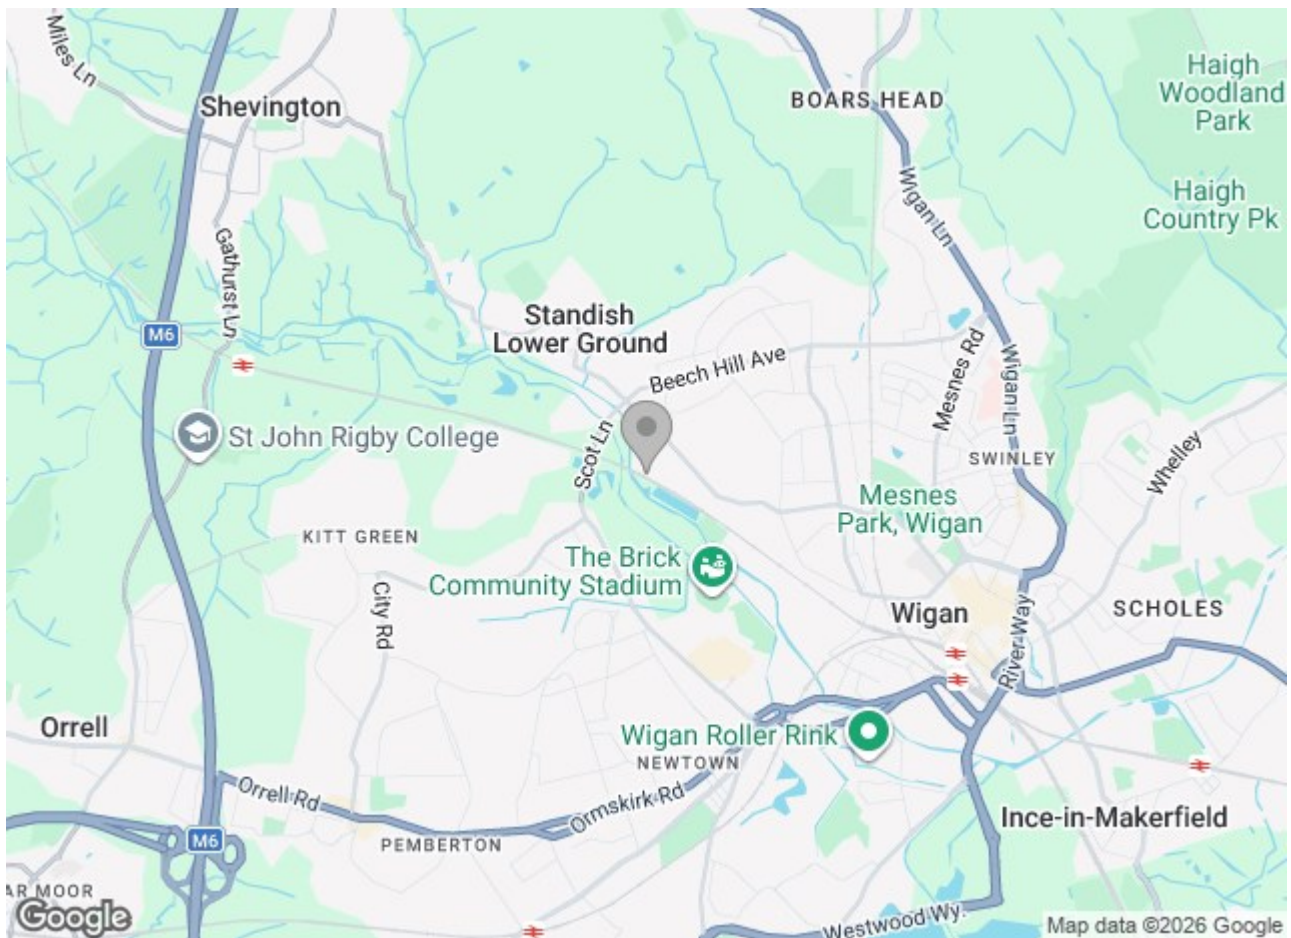 Miles Ln
Shevington
BOARS HEAD
Haigh
Woodland
Park
Haigh
Country Pk
Wigan Ln
Gathurst Ln
M6
Standish
Lower Ground
Beech Hill Ave
Mesnes Rd
Wigan Ln
St John Rigby College
Scot Ln
SWINLEY
Whelley
Mesnes
Park, Wigan
KITT GREEN
The Brick
Community Stadium
City Rd
Wigan
SCHOLES
River Way
Orrell
Wigan Roller Rink
NEWTOWN
Orrell Rd
Ormskirk Rd
Ince-in-Makerfield
M6
PEMBERTON
AR MOOR
Google
Westwood Wy.
Map data ©2026 Google